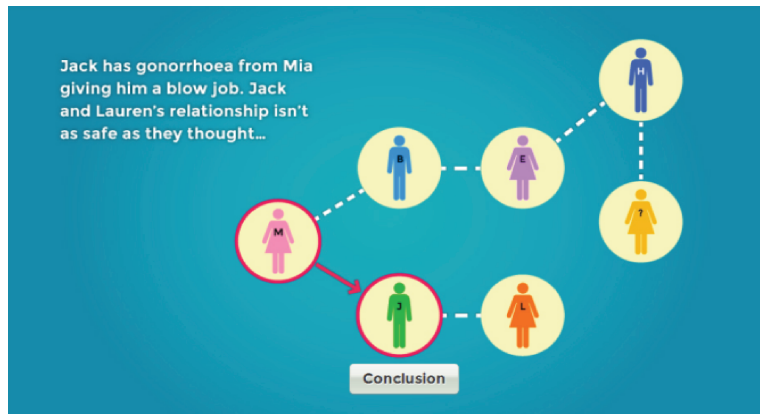 Jack has gonorrhoea from Mia
giving him a blow job. Jack
and Lauren's relationship isn't
as safe as they thought...
H
B
E
?
M
J
L
Conclusion